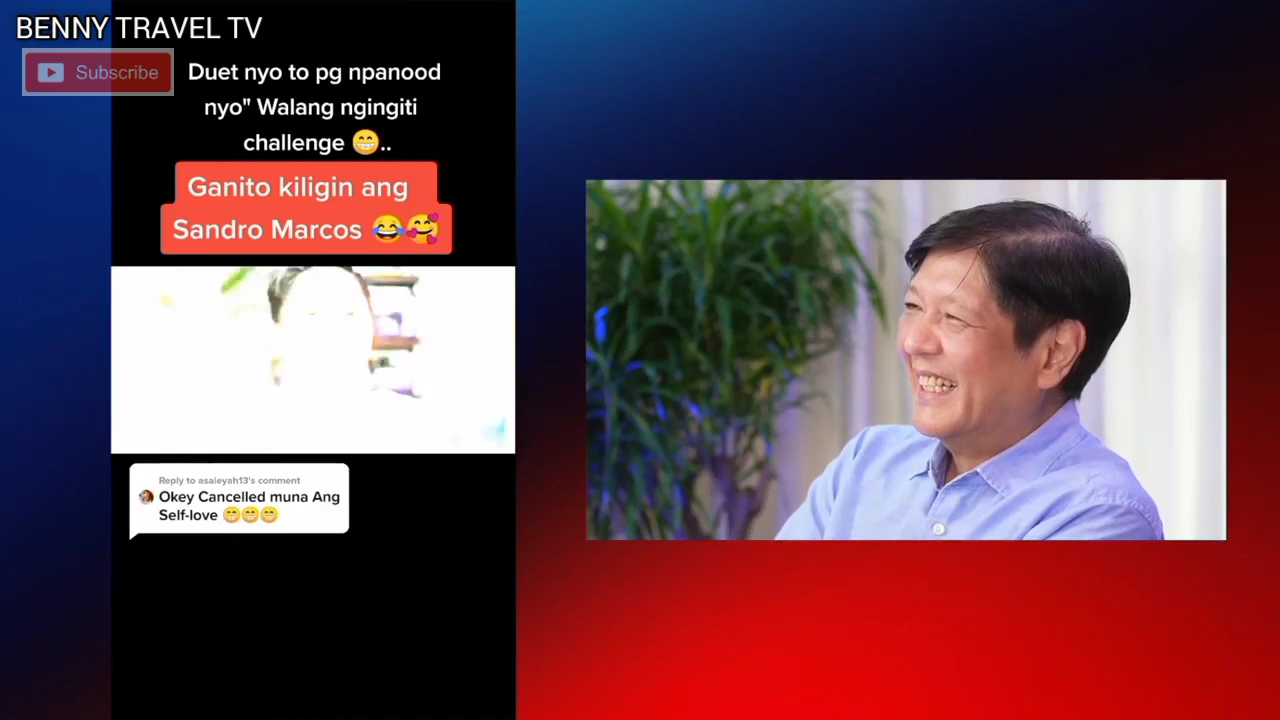 BENNY TRAVEL TV
Subscribe
Duet nyo to pg npanood
nyo" Walang ngingiti
challenge 😁..
Ganito kiligin ang
Sandro Marcos 😂🥰
Reply to asaieyah13's comment
Okey Cancelled muna Ang
Self-love 😁😁😁